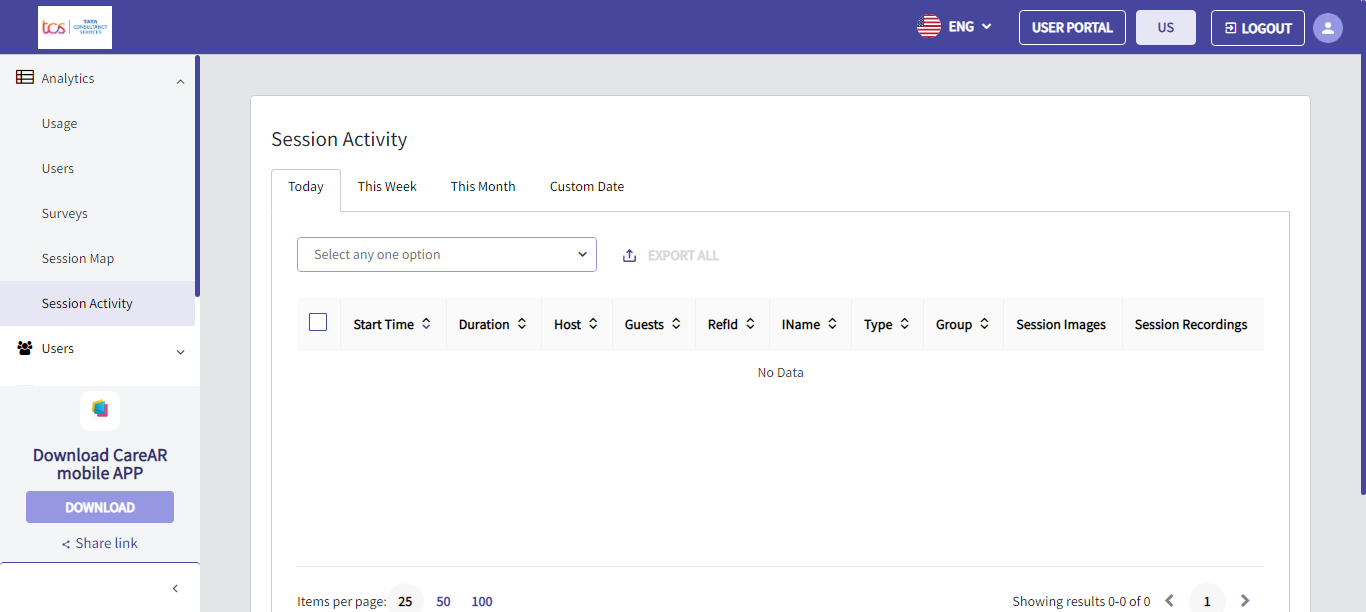 tcs TATA CONSULTANCY SERVICES
ENG
USER PORTAL
US
LOGOUT
Analytics
Usage
Users
Surveys
Session Map
Session Activity
Users
Download CareAR
mobile APP
DOWNLOAD
Share link
Session Activity
Today This Week This Month Custom Date
Select any one option
EXPORT ALL
Start Time Duration Host Guests RefId IName Type Group Session Images Session Recordings
No Data
Items per page: 25 50 100
Showing results 0-0 of 0 1